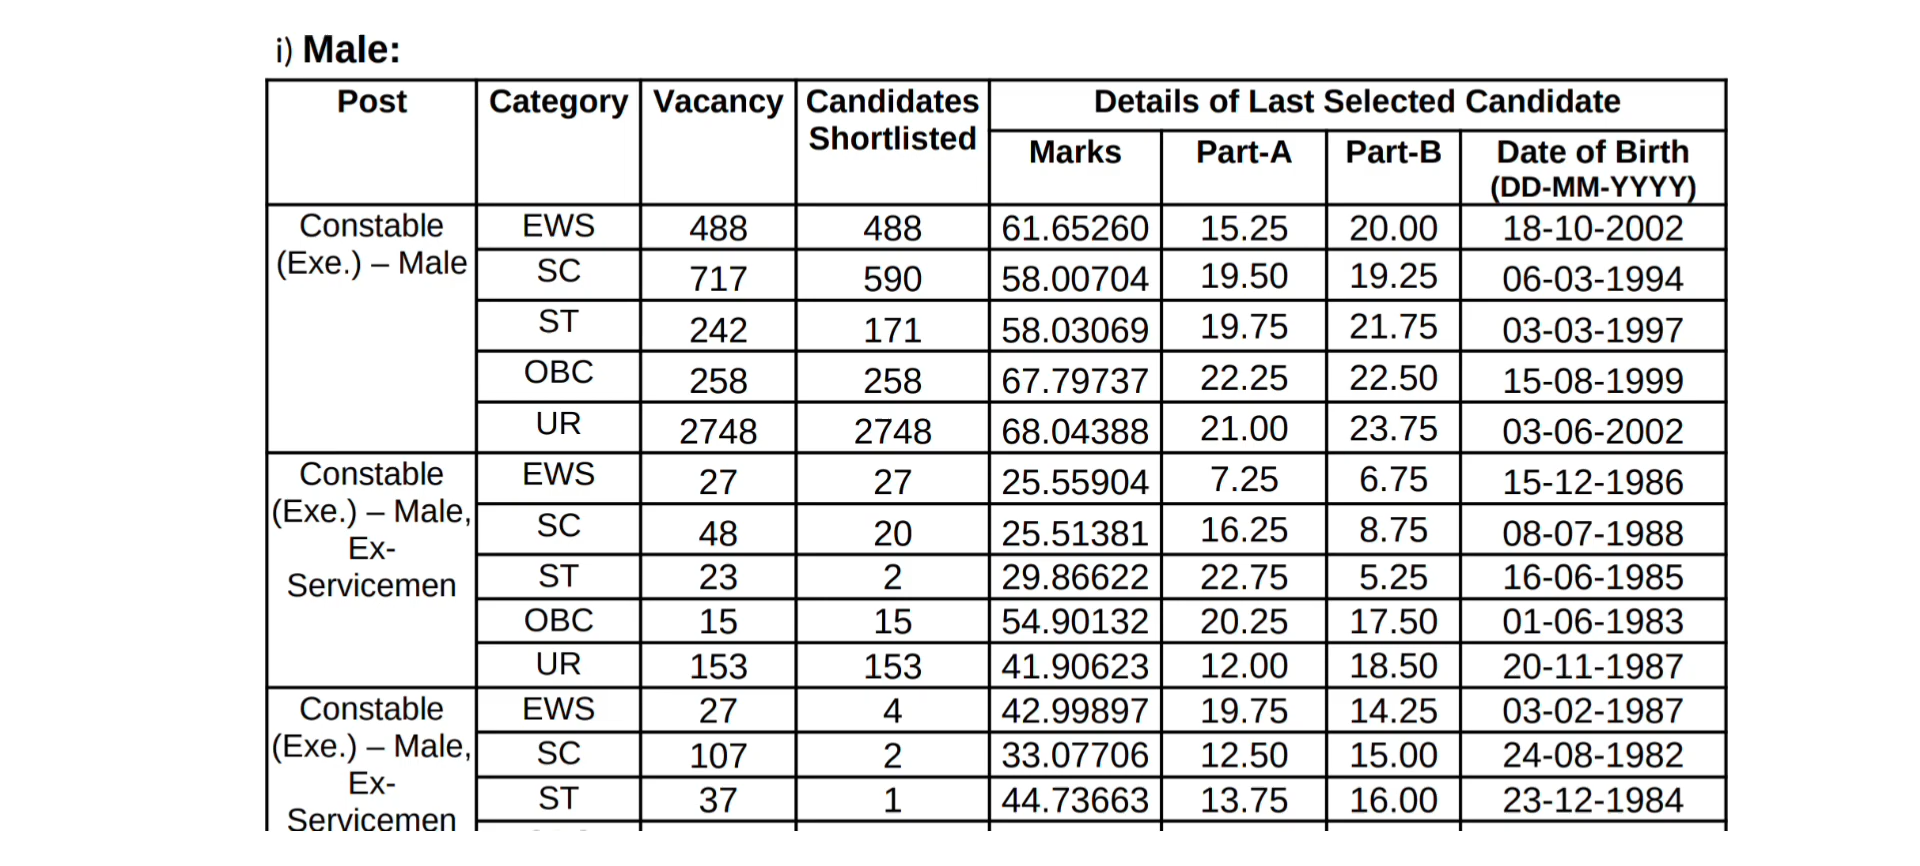 i) Male:
Post Category Vacancy Candidates Shortlisted Details of Last Selected Candidate
Marks Part-A Part-B Date of Birth (DD-MM-YYYY)
Constable (Exe.) – Male
EWS 488 488 61.65260 15.25 20.00 18-10-2002
SC 717 590 58.00704 19.50 19.25 06-03-1994
ST 242 171 58.03069 19.75 21.75 03-03-1997
OBC 258 258 67.79737 22.25 22.50 15-08-1999
UR 2748 2748 68.04388 21.00 23.75 03-06-2002
Constable (Exe.) – Male, Ex-Servicemen
EWS 27 27 25.55904 7.25 6.75 15-12-1986
SC 48 20 25.51381 16.25 8.75 08-07-1988
ST 23 2 29.86622 22.75 5.25 16-06-1985
OBC 15 15 54.90132 20.25 17.50 01-06-1983
UR 153 153 41.90623 12.00 18.50 20-11-1987
Constable (Exe.) – Male, Ex-Servicemen
EWS 27 4 42.99897 19.75 14.25 03-02-1987
SC 107 2 33.07706 12.50 15.00 24-08-1982
ST 37 1 44.73663 13.75 16.00 23-12-1984